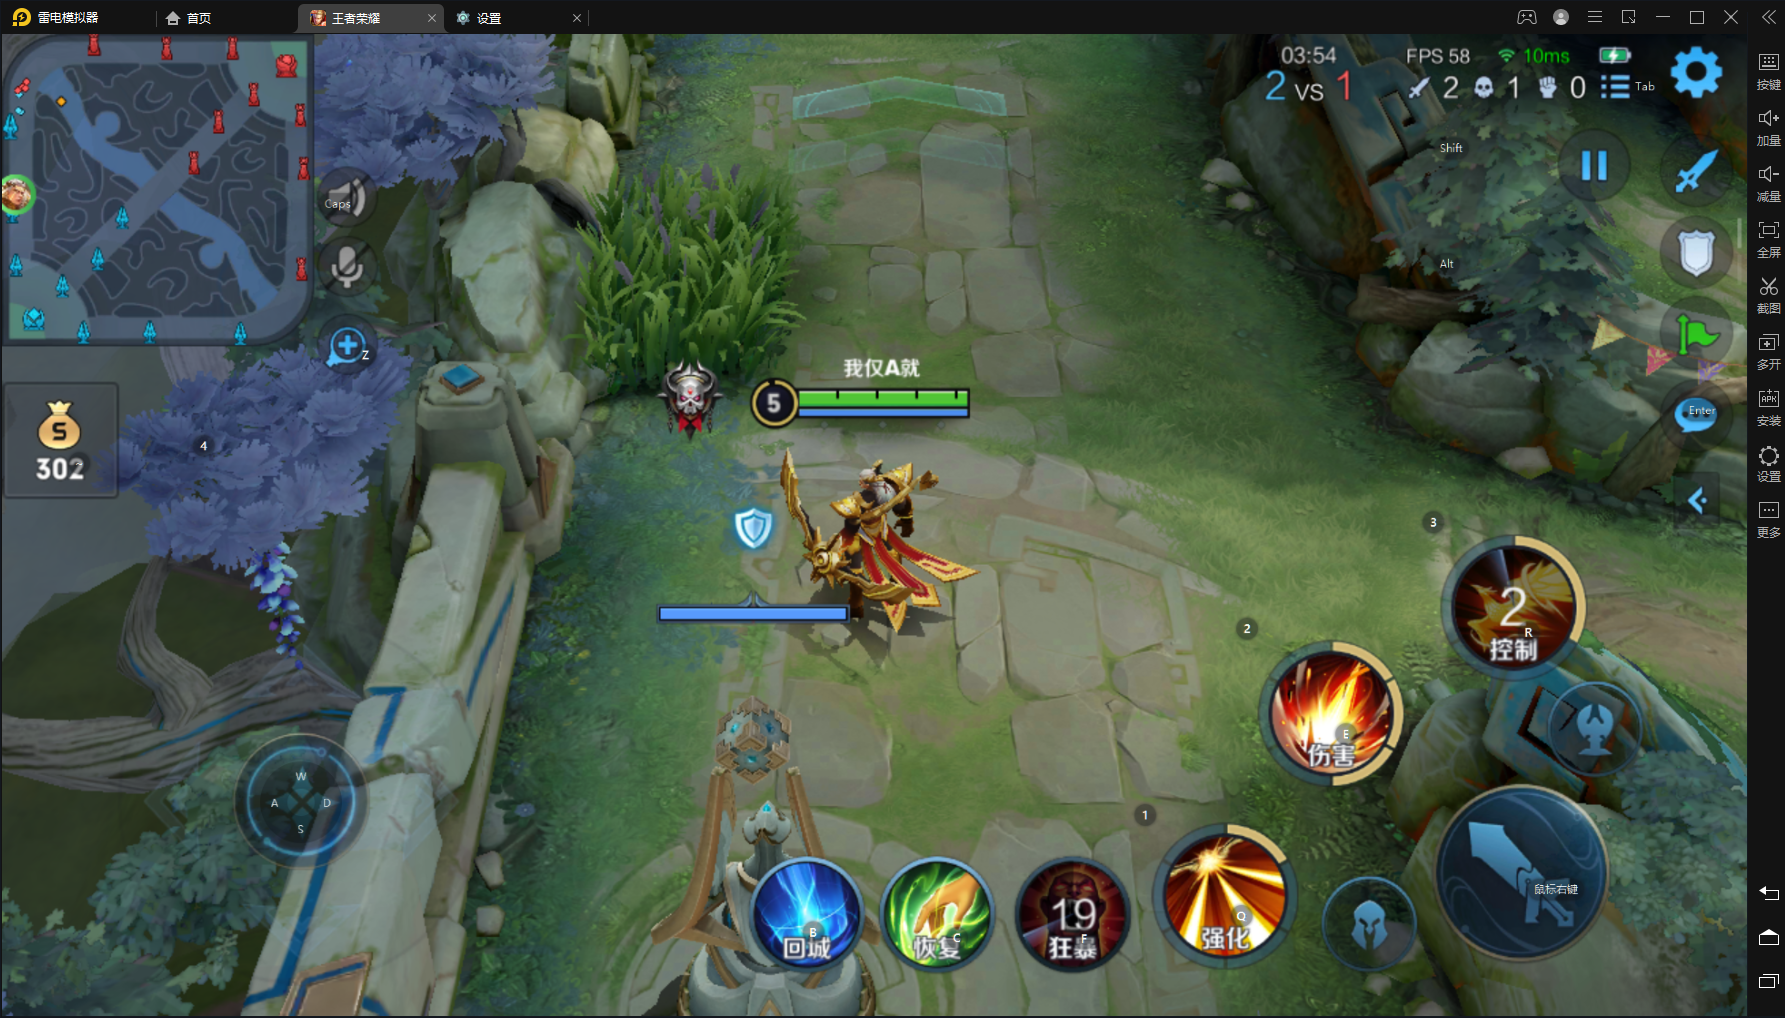 雷电模拟器
首页
王者荣耀
设置
03:54
FPS 58
10ms
2 VS 1
2
1
0
Tab
Shift
Alt
Caps
Z
S
302
~
4
我仅A就
5
Enter
3
2
1
2
R
控制
E
伤害
Q
强化
19
F
狂暴
C
恢复
B
回城
W
A
D
S
鼠标右键
按键
加量
减量
全屏
截图
多开
APK
安装
设置
更多